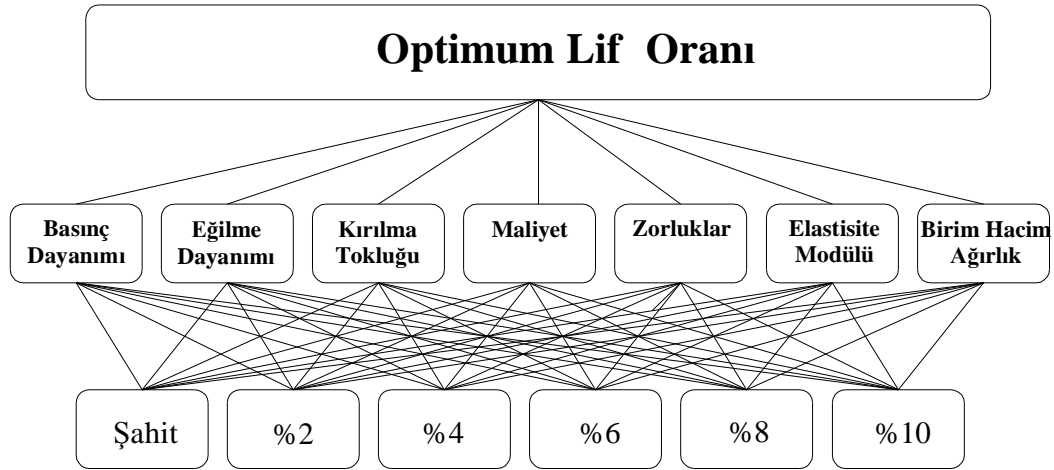 Optimum Lif Oranı
Basınç
Dayanımı
Eğilme
Dayanımı
Kırılma
Tokluğu
Maliyet
Zorluklar
Elastisite
Modülü
Birim Hacim
Ağırlık
Şahit
%2
%4
%6
%8
%10